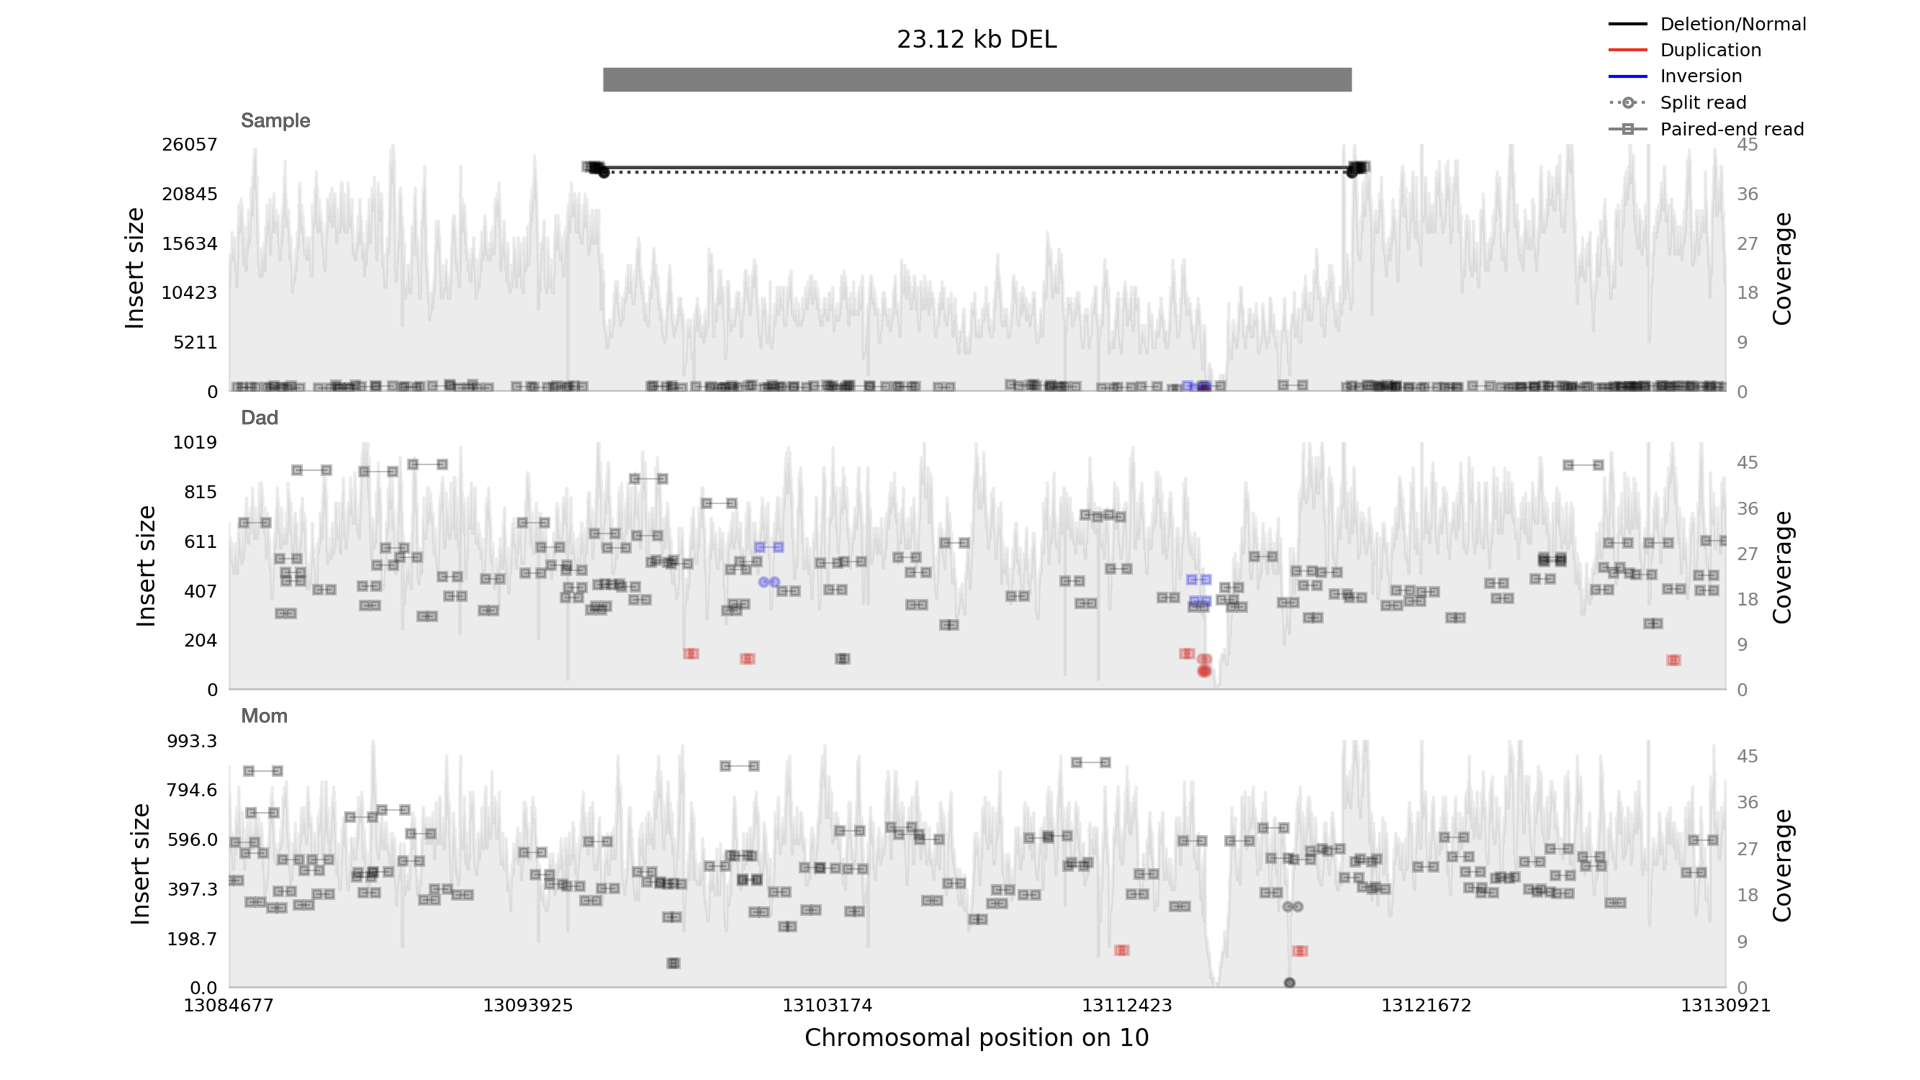 23.12 kb DEL
Deletion/Normal
Duplication
Inversion
Split read
Paired-end read
Sample
26057
20845
15634
10423
5211
0
Insert size
45
36
27
18
9
0
Coverage
Dad
1019
815
611
407
204
0
Insert size
45
36
27
18
9
0
Coverage
Mom
993.3
794.6
596.0
397.3
198.7
0.0
Insert size
45
36
27
18
9
0
Coverage
13084677 13093925 13103174 13112423 13121672 13130921
Chromosomal position on 10